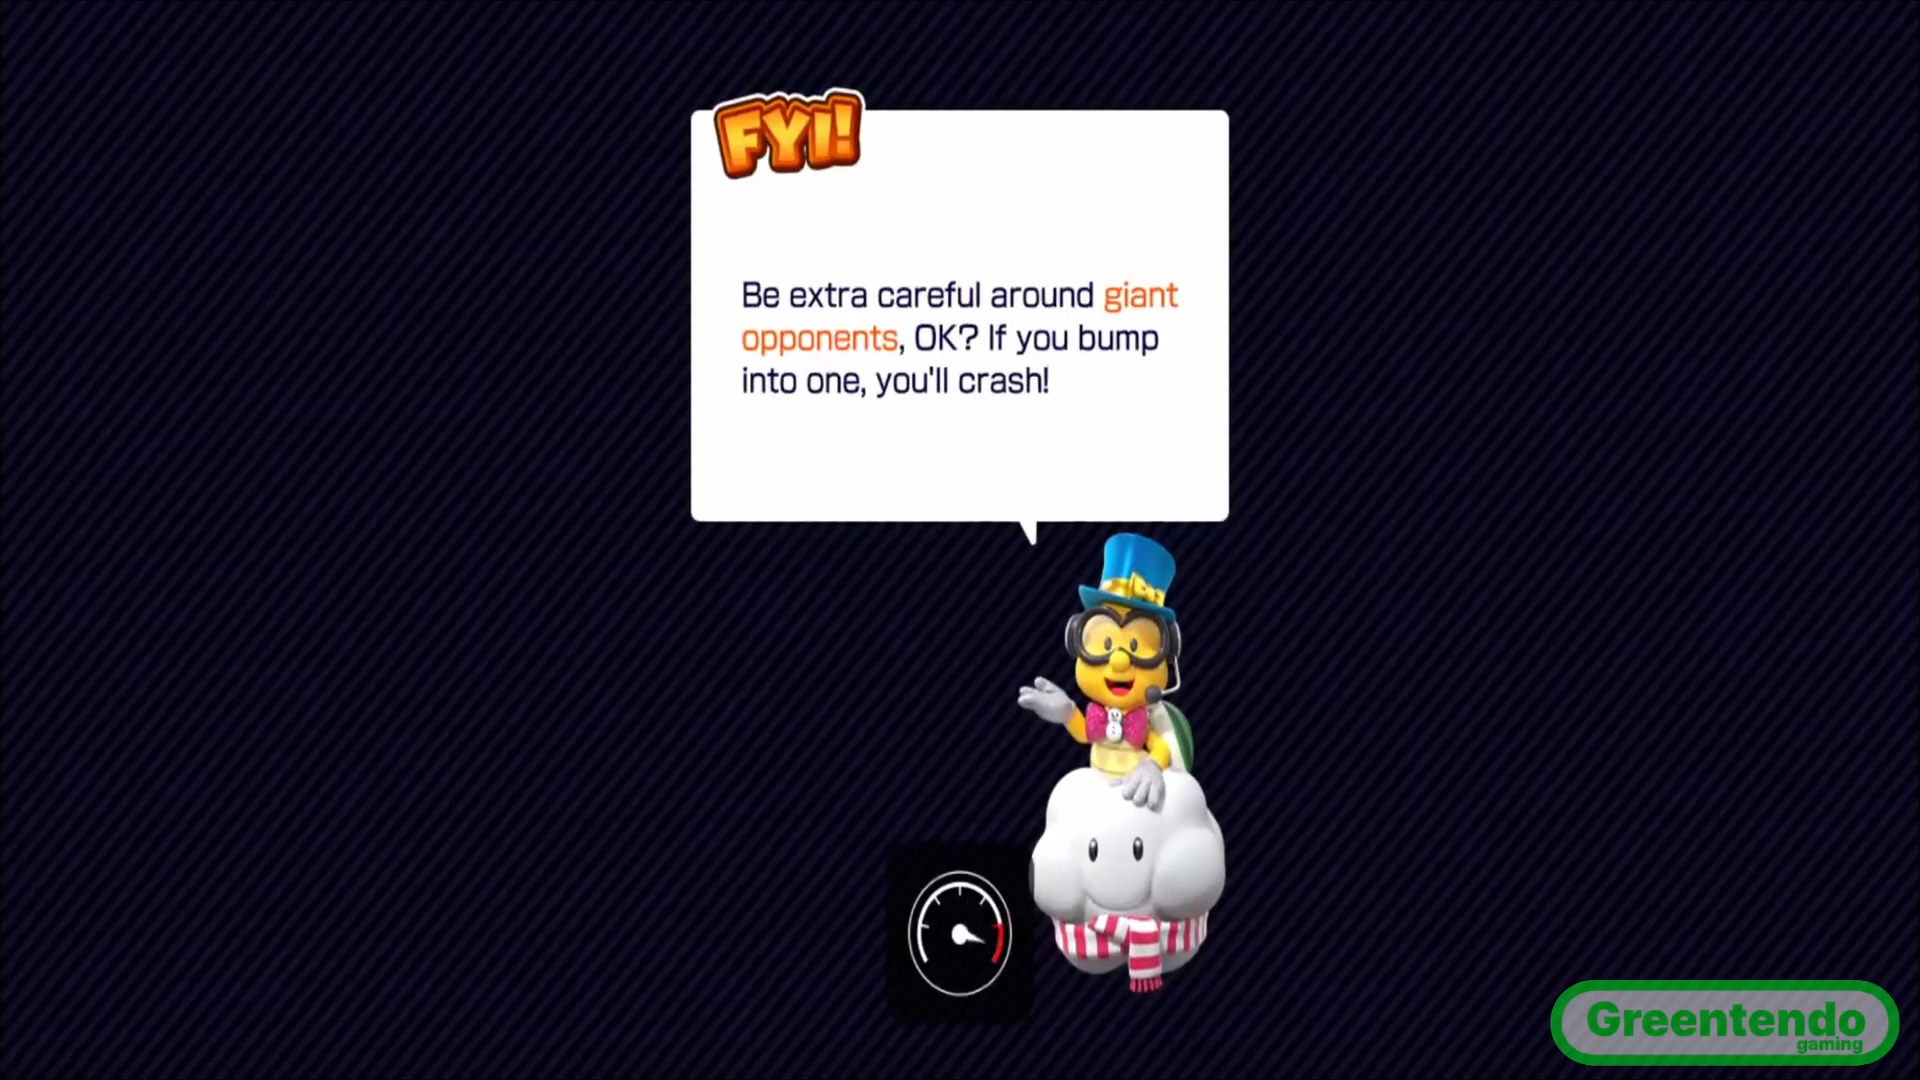 FYI!
Be extra careful around giant
opponents, OK? If you bump
into one, you'll crash!
Greentendo
gaming